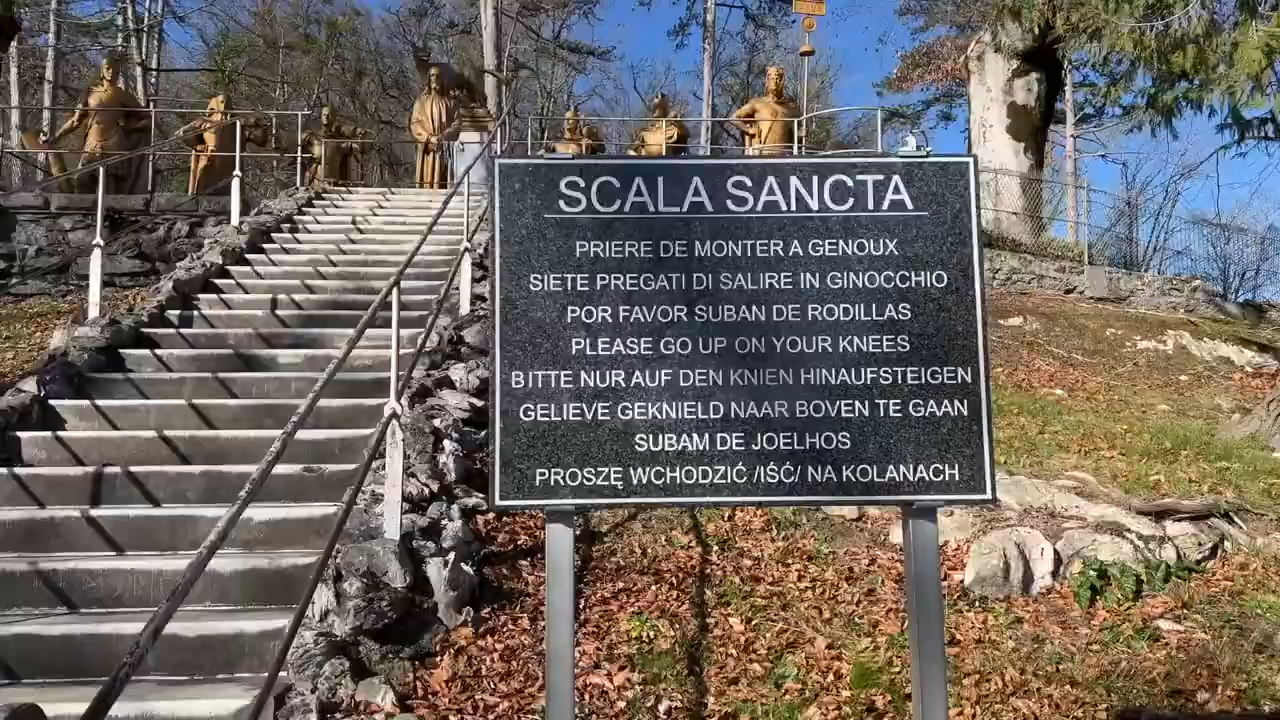 SCALA SANCTA
PRIERE DE MONTER A GENOUX
SIETE PREGATI DI SALIRE IN GINOCCHIO
POR FAVOR SUBAN DE RODILLAS
PLEASE GO UP ON YOUR KNEES
BITTE NUR AUF DEN KNIEN HINAUFSTEIGEN
GELIEVE GEKNIELD NAAR BOVEN TE GAAN
SUBAM DE JOELHOS
PROSZĘ WCHODZIĆ /IŚĆ/ NA KOLANACH